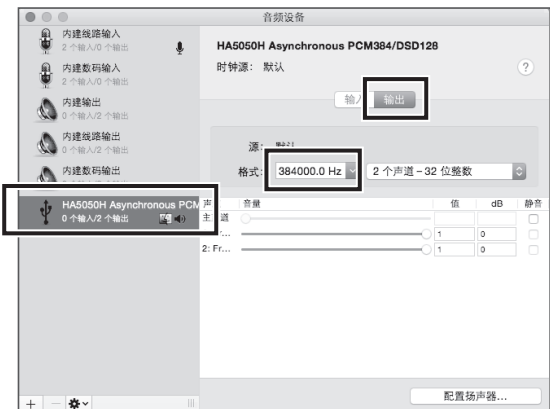 音频设备
内建线路输入
2 个输入/0 个输出
内建数码输入
2 个输入/0 个输出
内建输出
0 个输入/2 个输出
内建线路输出
0 个输入/2 个输出
内建数码输出
HA5050H Asynchronous PCM
0 个输入/2 个输出
HA5050H Asynchronous PCM384/DSD128
时钟源： 默认
?
输入 输出
源： 默认
格式： 384000.0 Hz 2 个声道 – 32 位整数
声 音量 值 dB 静音
主 道
1 0
2: Fr... 1 0
配置扬声器...